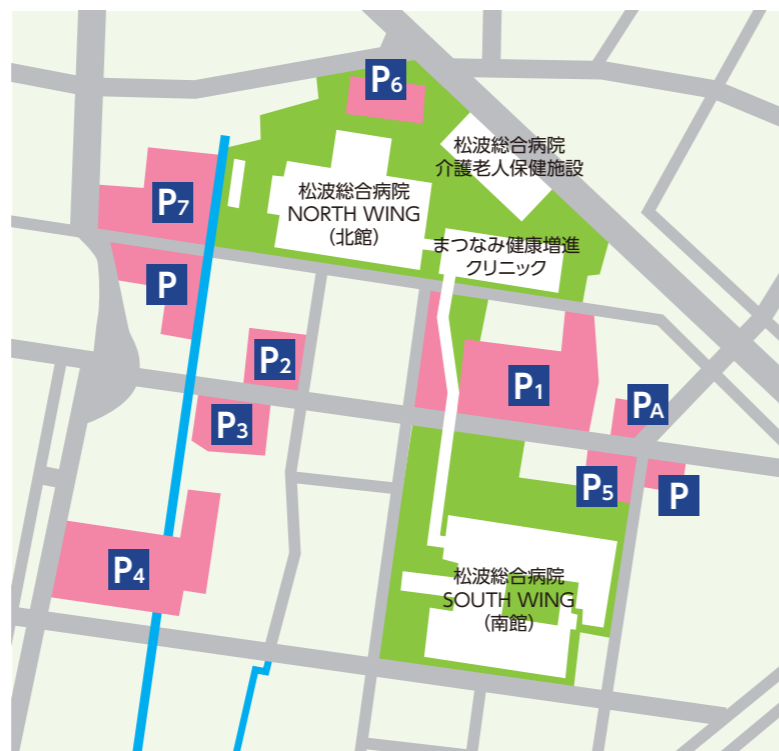 P6
松波総合病院
介護老人保健施設
松波総合病院
NORTH WING
(北館)
P7
まつなみ健康増進
クリニック
P
P2
P1
PA
P3
P5
P
P4
松波総合病院
SOUTH WING
(南館)